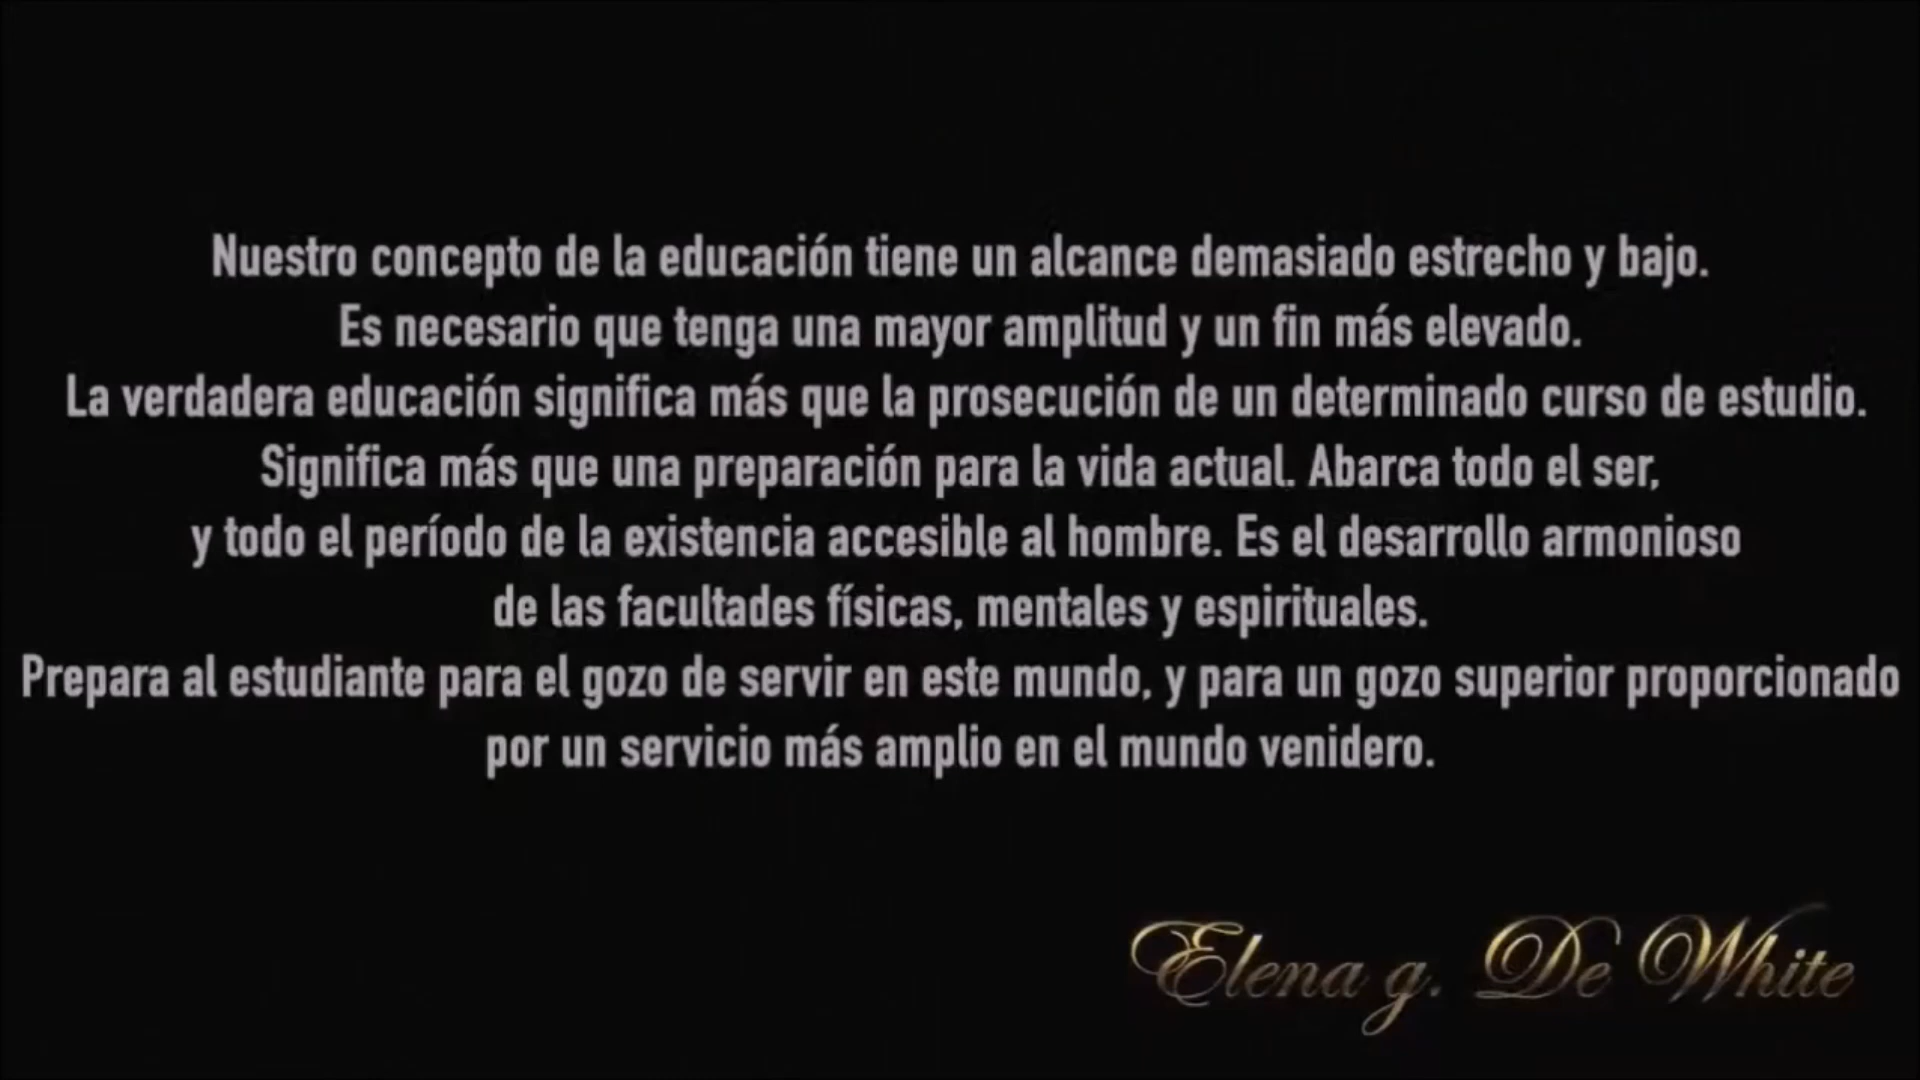 Nuestro concepto de la educación tiene un alcance demasiado estrecho y bajo.
Es necesario que tenga una mayor amplitud y un fin más elevado.
La verdadera educación significa más que la prosecución de un determinado curso de estudio.
Significa más que una preparación para la vida actual. Abarca todo el ser,
y todo el período de la existencia accesible al hombre. Es el desarrollo armonioso
de las facultades físicas, mentales y espirituales.
Prepara al estudiante para el gozo de servir en este mundo, y para un gozo superior proporcionado
por un servicio más amplio en el mundo venidero.
Elena g. De White